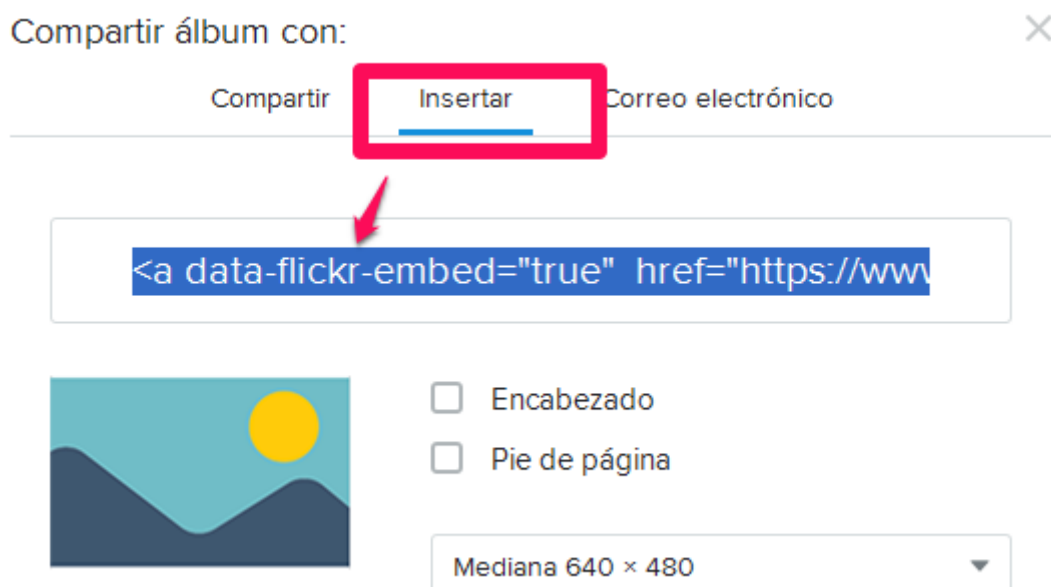 Compartir álbum con:
Compartir Insertar Correo electrónico
<a data-flickr-embed="true"  href="https://www
Encabezado
Pie de página
Mediana 640 × 480